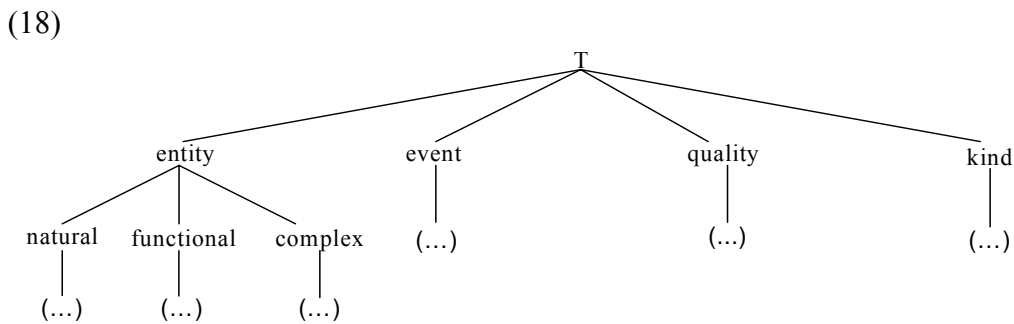 (18)
T
entity event quality kind
natural functional complex (…) (…) (…)
(…) (…) (…)